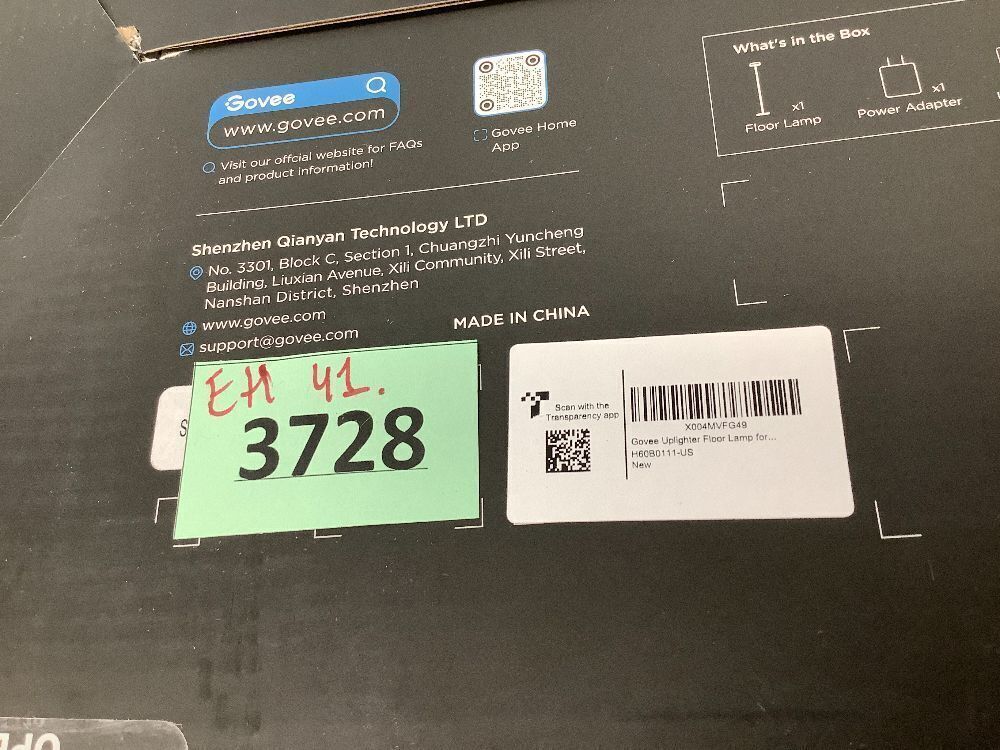 Govee
www.govee.com
Visit our offcial website for FAQs
and product information!
Govee Home
App
What's in the Box
x1
Floor Lamp
x1
Power Adapter
Shenzhen Qianyan Technology LTD
No. 3301, Block C, Section 1, Chuangzhi Yuncheng
Building, Liuxian Avenue, Xili Community, Xili Street,
Nanshan District, Shenzhen
www.govee.com
support@govee.com
MADE IN CHINA
EH 41.
3728
Scan with the
Transparency app
X004MVFG49
Govee Uplighter Floor Lamp for...
H60B0111-US
New